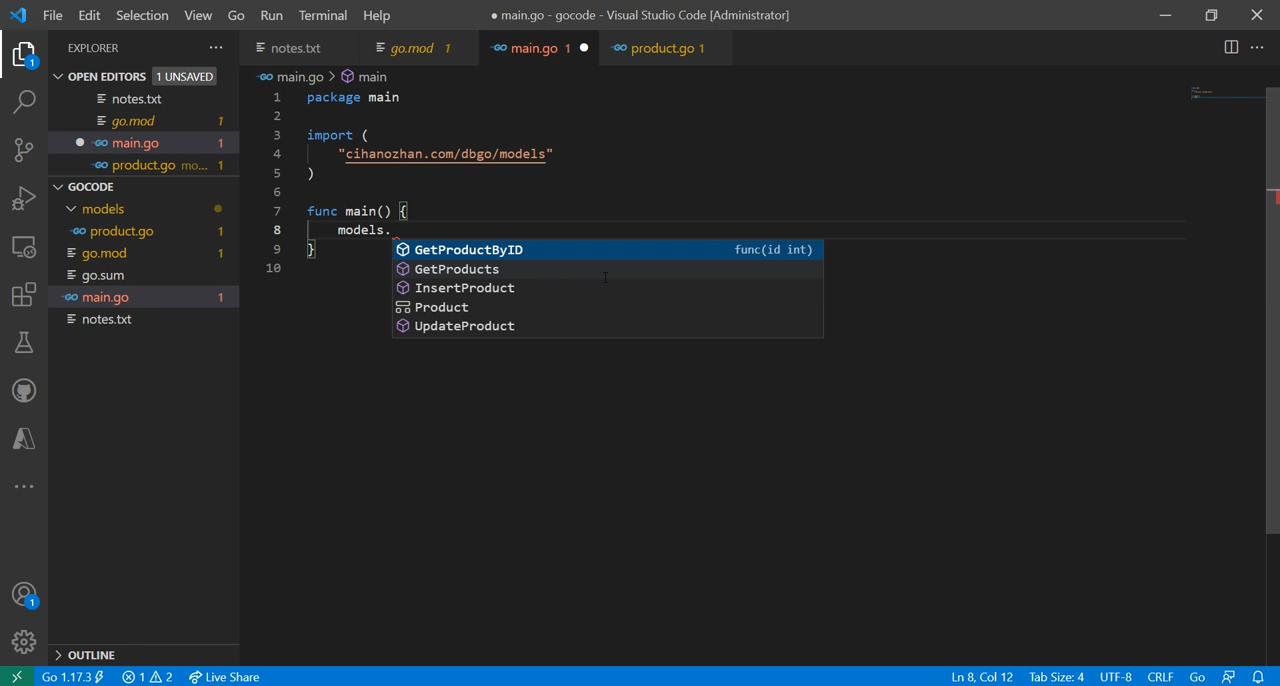 File Edit Selection View Go Run Terminal Help
● main.go - gocode - Visual Studio Code [Administrator]
EXPLORER
notes.txt
go.mod 1
main.go 1
product.go 1
OPEN EDITORS 1 UNSAVED
notes.txt
go.mod 1
main.go 1
product.go mo... 1
GOCODE
models
product.go 1
go.mod 1
go.sum
main.go 1
notes.txt
OUTLINE
main.go > main
1 package main
2
3 import (
4 "cihanozhan.com/dbgo/models"
5 )
6
7 func main() {
8 models.
9 }
10
GetProductByID func(id int)
GetProducts
InsertProduct
Product
UpdateProduct
1
1
Go 1.17.3 1 2 Live Share
Ln 8, Col 12 Tab Size: 4 UTF-8 CRLF Go